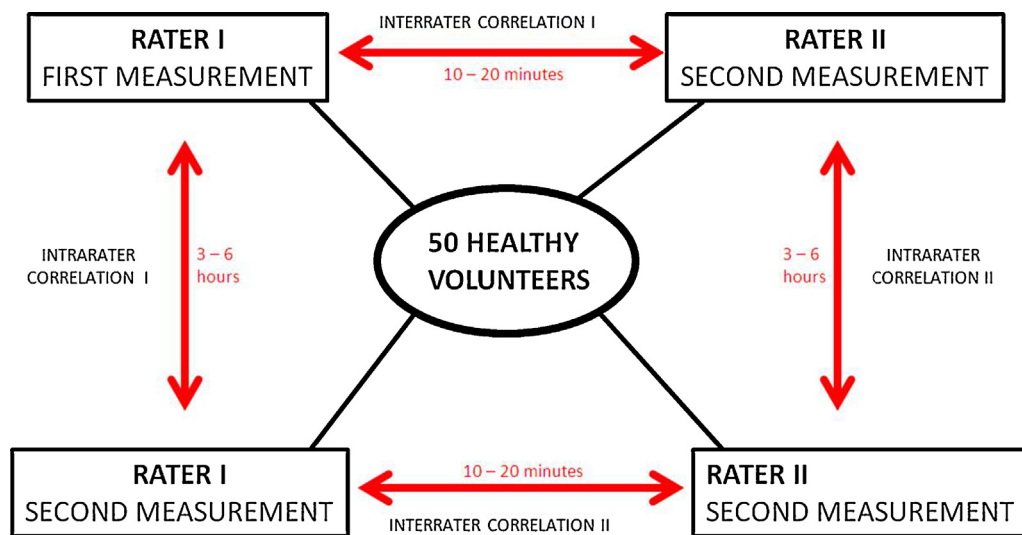 INTERRATER CORRELATION I
RATER I
FIRST MEASUREMENT
10 – 20 minutes
RATER II
SECOND MEASUREMENT
INTRARATER
CORRELATION I
3 – 6
hours
50 HEALTHY
VOLUNTEERS
3 – 6
hours
INTRARATER
CORRELATION II
RATER I
SECOND MEASUREMENT
10 – 20 minutes
INTERRATER CORRELATION II
RATER II
SECOND MEASUREMENT